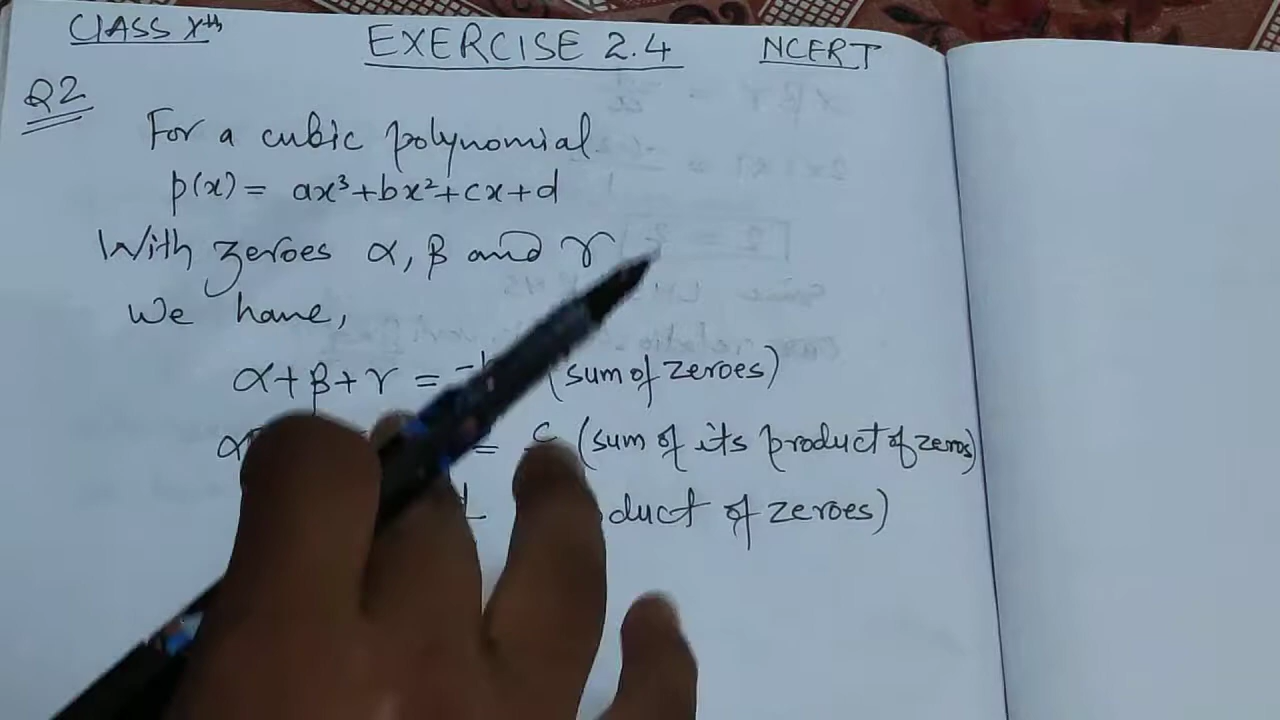 CLASS Xth
EXERCISE 2.4
NCERT
Q2
For a cubic polynomial
p(x) = ax³+bx²+cx+d
With zeroes α, β and γ
We have,
α+β+γ = (sum of zeroes)
α = c (sum of its product of zeros)
duct of zeroes)